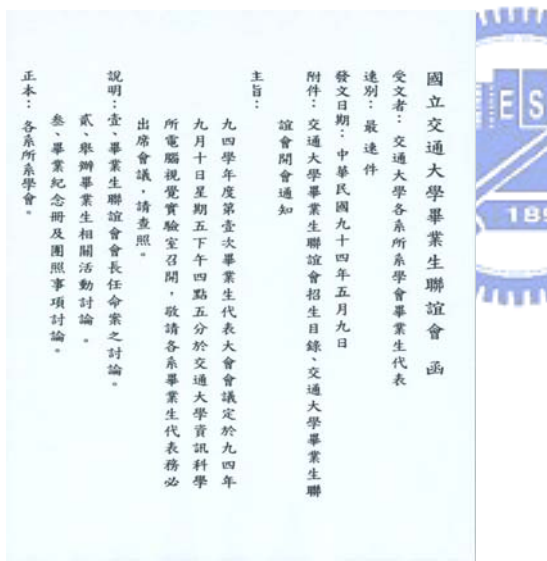 國立交通大學畢業生聯誼會 函
受文者：交通大學各系所系學會畢業生代表
速別：最速件
發文日期：中華民國九十四年五月九日
附件：交通大學畢業生聯誼會招生目錄、交通大學畢業生聯
誼會開會通知
主旨：
九四學年度第壹次畢業生代表大會會議定於九四年
九月十日星期五下午四點五分於交通大學資訊科學
所電腦視覺實驗室召開，敬請各系畢業生代表務必
出席會議，請查照。
說明：壹、畢業生聯誼會會長任命案之討論。
貳、舉辦畢業生相關活動討論。
叁、畢業紀念冊及團照事項討論。
正本：各系所系學會。
ES
189